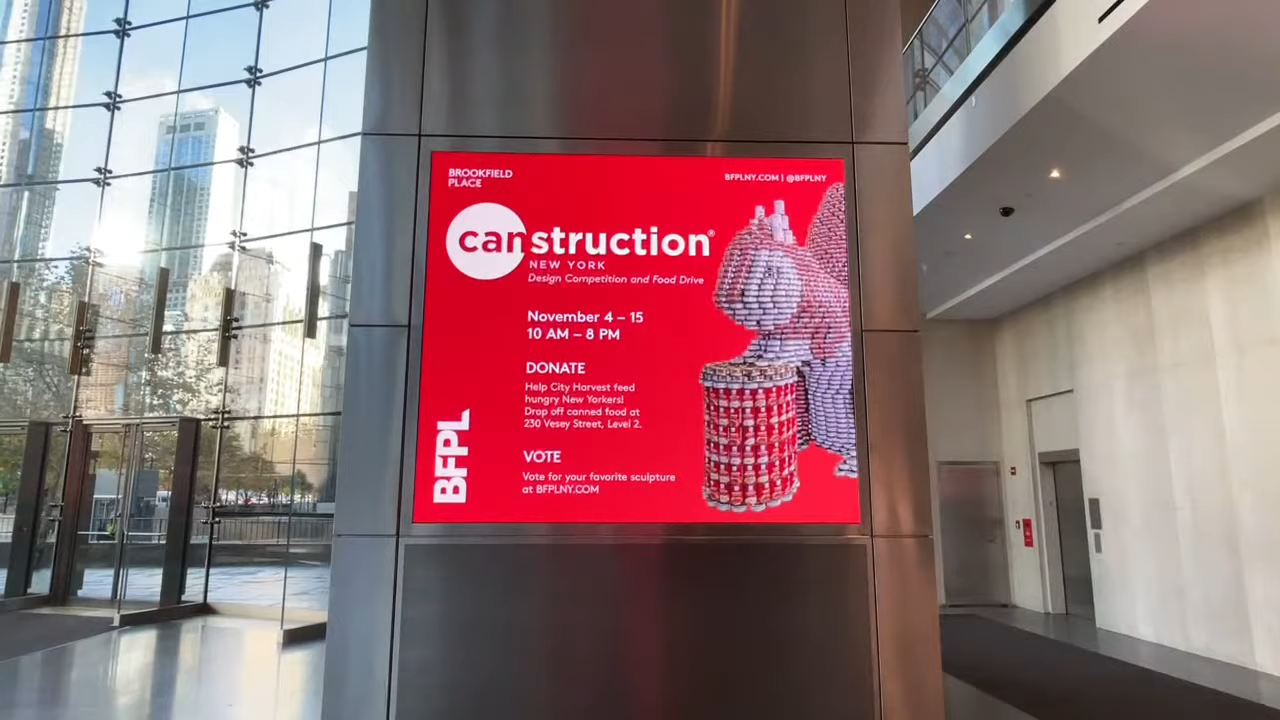 BROOKFIELD
PLACE
BFPLNY.COM | @BFPLNY
canstruction®
NEW YORK
Design Competition and Food Drive
November 4 – 15
10 AM – 8 PM
DONATE
Help City Harvest feed
hungry New Yorkers!
Drop off canned food at
230 Vesey Street, Level 2.
VOTE
Vote for your favorite sculpture
at BFPLNY.COM
BFPL